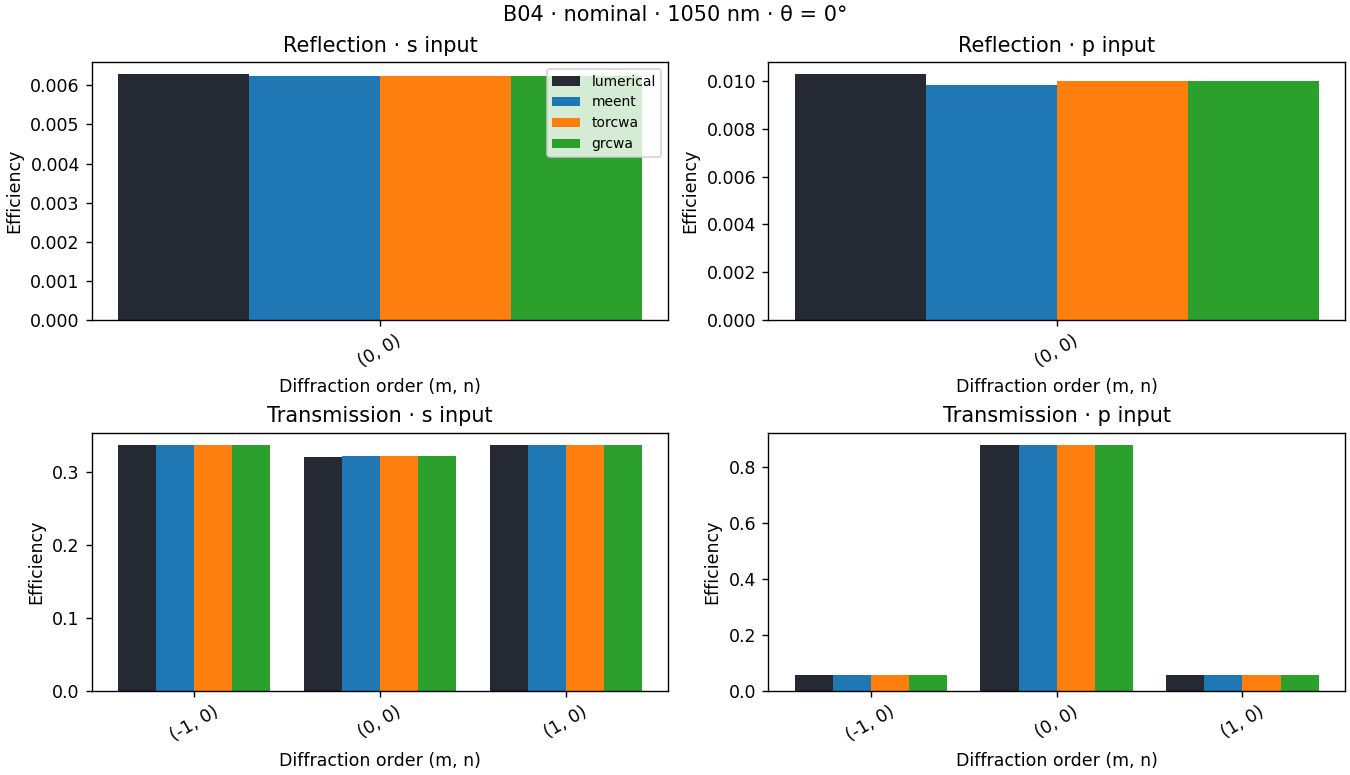 B04 · nominal · 1050 nm · θ = 0°
Reflection · s input
Efficiency
0.006
0.005
0.004
0.003
0.002
0.001
0.000
lumerical
meent
torcwa
grcwa
(0, 0)
Diffraction order (m, n)
Reflection · p input
Efficiency
0.010
0.008
0.006
0.004
0.002
0.000
(0, 0)
Diffraction order (m, n)
Transmission · s input
Efficiency
0.3
0.2
0.1
0.0
(-1, 0)
(0, 0)
(1, 0)
Diffraction order (m, n)
Transmission · p input
Efficiency
0.8
0.6
0.4
0.2
0.0
(-1, 0)
(0, 0)
(1, 0)
Diffraction order (m, n)